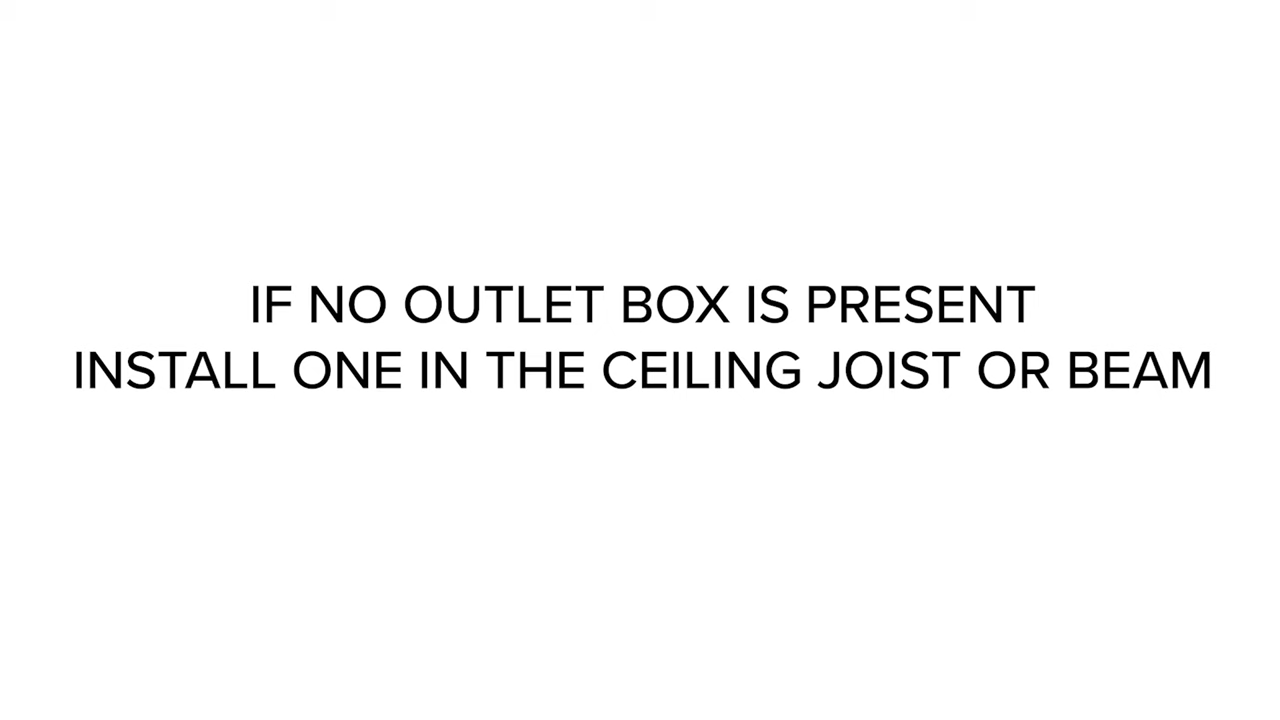 IF NO OUTLET BOX IS PRESENT
INSTALL ONE IN THE CEILING JOIST OR BEAM